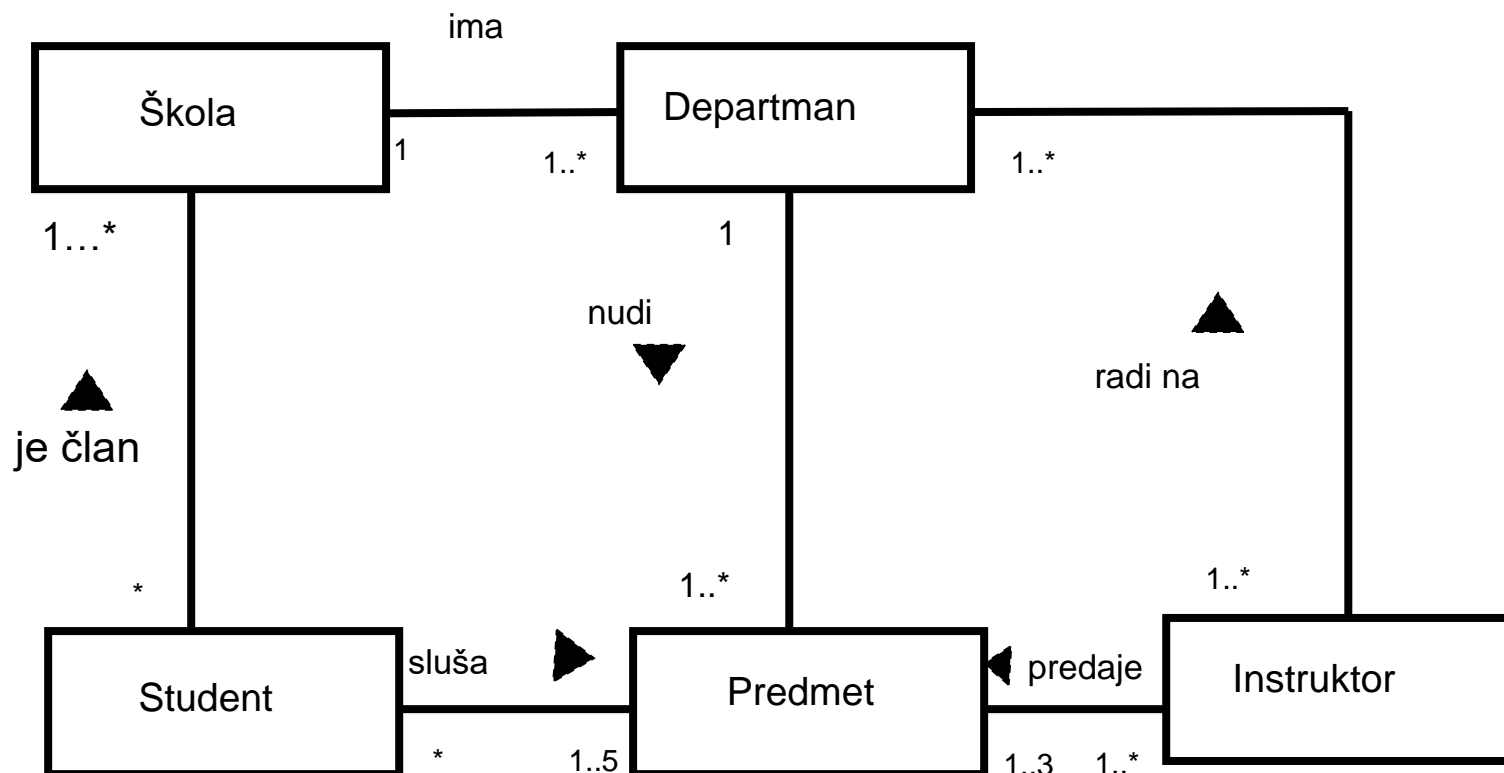 ima
Škola
Departman
1
1..*
1..*
1…*
1
nudi
radi na
je član
*
1..*
1..*
sluša
predaje
Student
Predmet
Instruktor
*
1..5
1..3
1..*